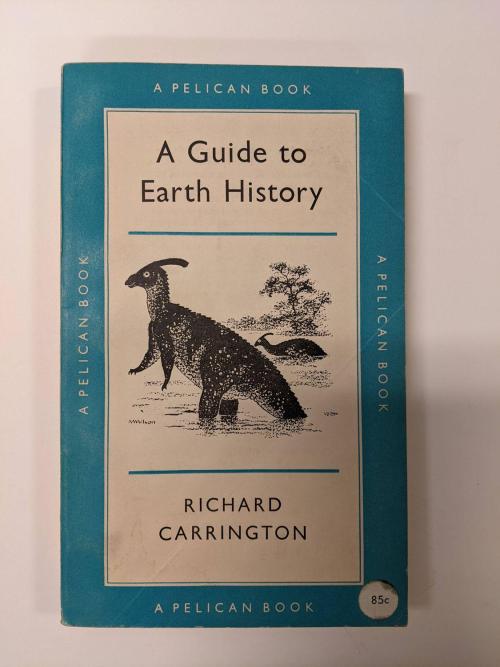 A PELICAN BOOK
A Guide to
Earth History
A PELICAN BOOK
A PELICAN BOOK
RICHARD
CARRINGTON
A PELICAN BOOK
85c